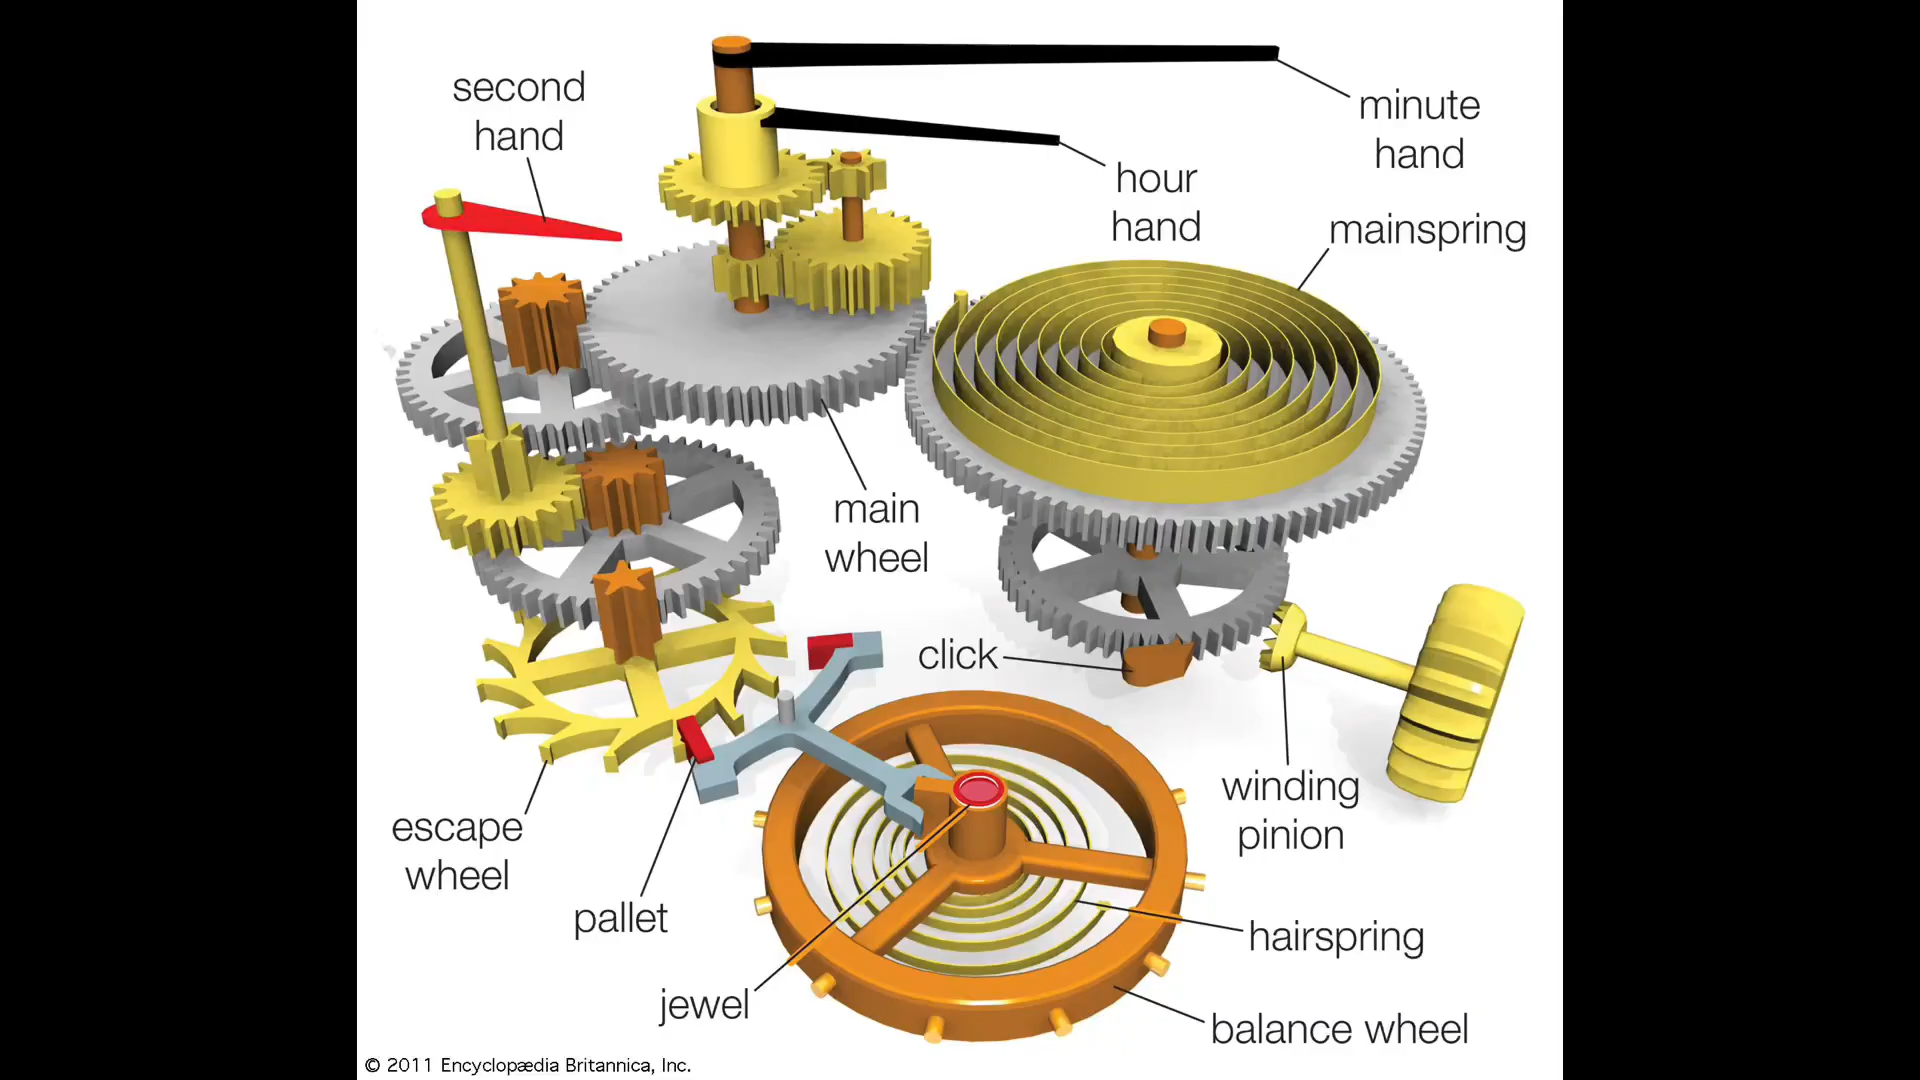 second
hand
minute
hand
hour
hand
mainspring
main
wheel
click
winding
pinion
escape
wheel
pallet
hairspring
jewel
balance wheel
© 2011 Encyclopædia Britannica, Inc.